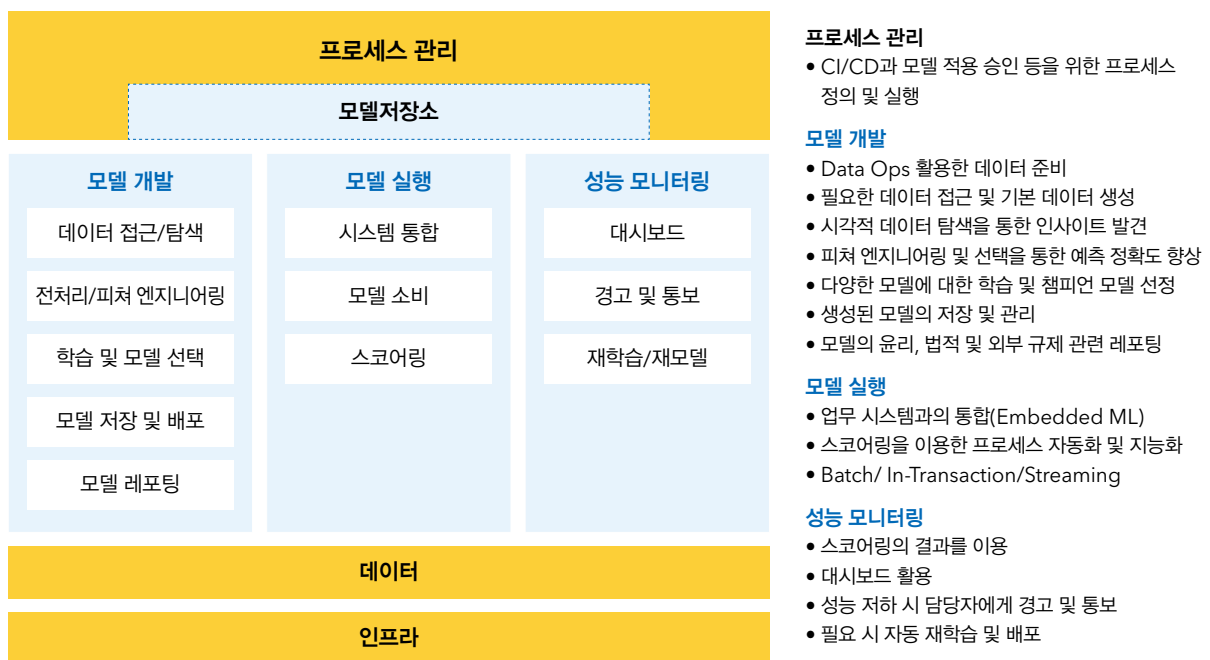 프로세스 관리
모델저장소
모델 개발
데이터 접근/탐색
전처리/피쳐 엔지니어링
학습 및 모델 선택
모델 저장 및 배포
모델 레포팅
모델 실행
시스템 통합
모델 소비
스코어링
성능 모니터링
대시보드
경고 및 통보
재학습/재모델
데이터
인프라
프로세스 관리
• CI/CD과 모델 적용 승인 등을 위한 프로세스
정의 및 실행
모델 개발
• Data Ops 활용한 데이터 준비
• 필요한 데이터 접근 및 기본 데이터 생성
• 시각적 데이터 탐색을 통한 인사이트 발견
• 피쳐 엔지니어링 및 선택을 통한 예측 정확도 향상
• 다양한 모델에 대한 학습 및 챔피언 모델 선정
• 생성된 모델의 저장 및 관리
• 모델의 윤리, 법적 및 외부 규제 관련 레포팅
모델 실행
• 업무 시스템과의 통합(Embedded ML)
• 스코어링을 이용한 프로세스 자동화 및 지능화
• Batch/ In-Transaction/Streaming
성능 모니터링
• 스코어링의 결과를 이용
• 대시보드 활용
• 성능 저하 시 담당자에게 경고 및 통보
• 필요 시 자동 재학습 및 배포